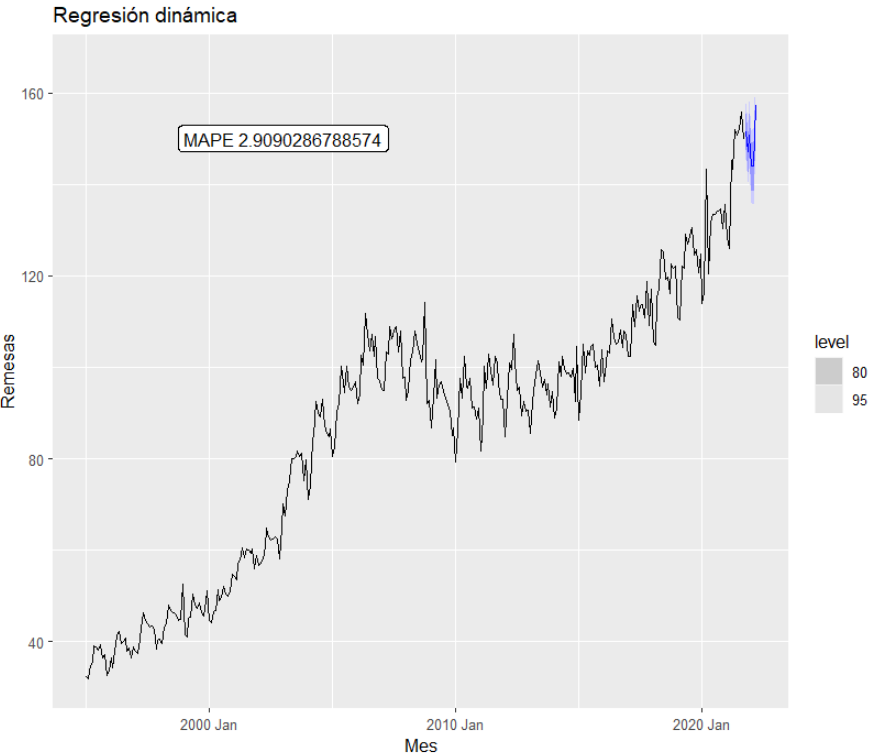 Regresión dinámica
160
MAPE 2.9090286788574
120
80
40
Remesas
2000 Jan
2010 Jan
2020 Jan
Mes
level
80
95